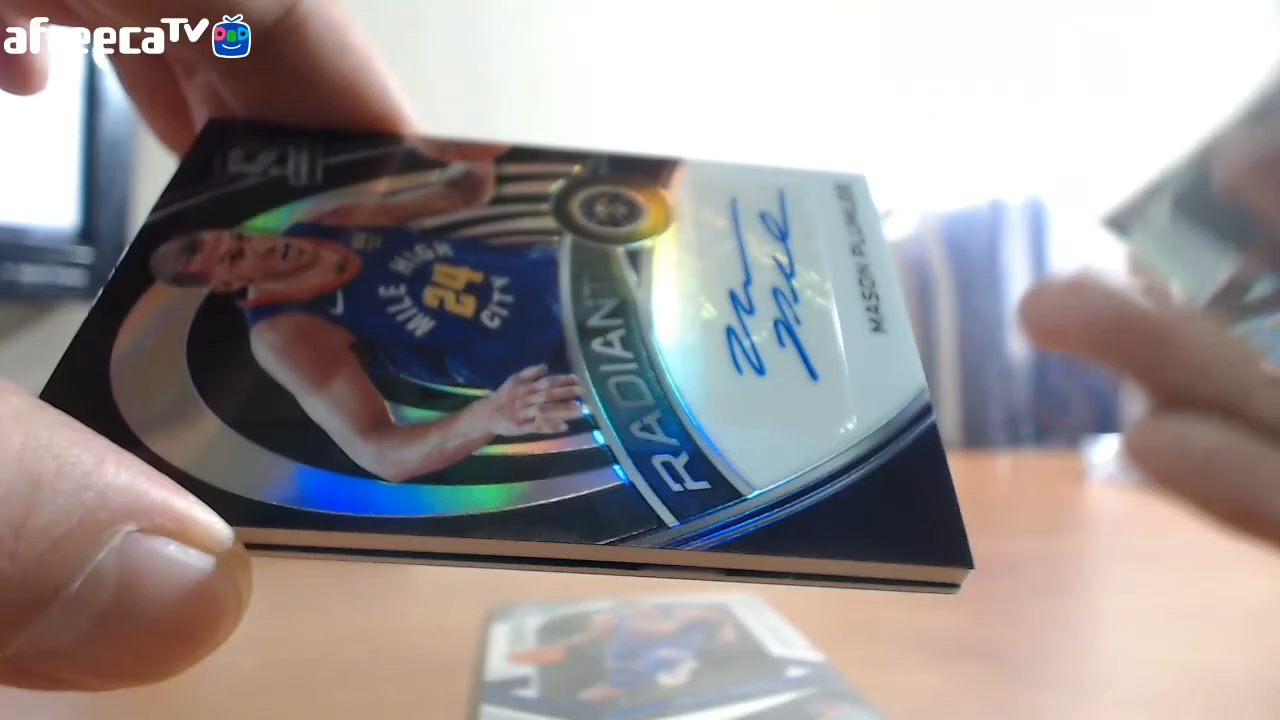 afreecaTV
MILE HIGH
24
CITY
RADIANT
MASON PLUMLEE